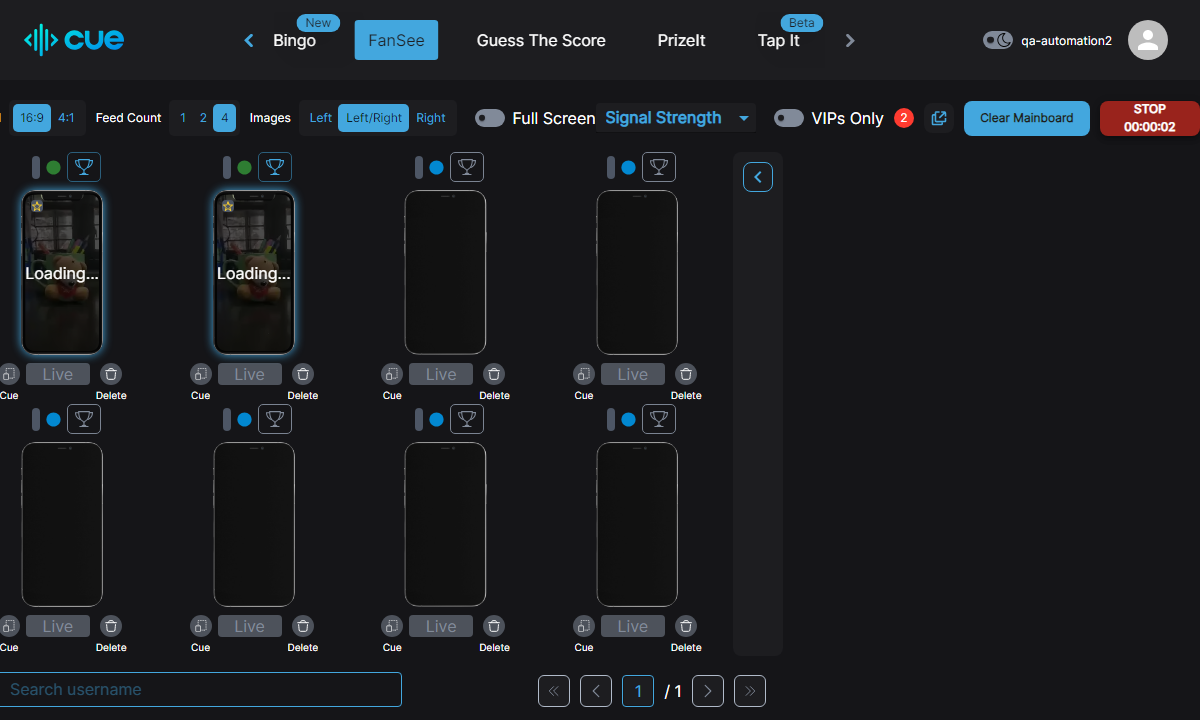 cue
New
Bingo
FanSee
Guess The Score
PrizeIt
Beta
Tap It
qa-automation2
16:9 4:1
Feed Count
1 2 4
Images
Left Left/Right Right
Full Screen
Signal Strength
VIPs Only
2
Clear Mainboard
STOP
00:00:02
Loading...
Loading...
Live Live Live Live
Cue Delete Cue Delete Cue Delete Cue Delete
Live Live Live Live
Cue Delete Cue Delete Cue Delete Cue Delete
Search username
1 / 1